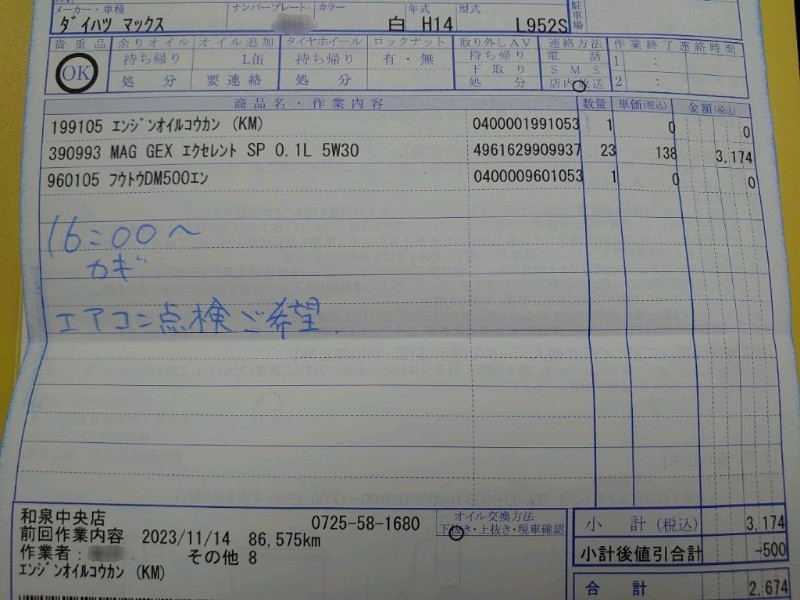 メーカー・車種 ナンバープレート カラー 年式 型式 駐車場
ダイハツ マックス 白 H14 L952S
貴重品 余りオイル オイル追加 タイヤホイール ロックナット 取り外しAV 連絡方法 作業終了連絡時間
OK 持ち帰り L缶 持ち帰り 有・無 持ち帰り 電話 1 :
下取り SMS
処分 要連絡 処分 処分 店内放送 2 :
商品名・作業内容 数量 単価(税込) 金額(税込)
199105 エンジンオイルコウカン (KM) 0400001991053 1 0 0
390993 MAG GEX エクセレント SP 0.1L 5W30 4961629909937 23 138 3,174
960105 フウトウDM500エン 0400009601053 1 0 0
16:00～
カギ
エアコン点検ご希望.
和泉中央店 0725-58-1680 オイル交換方法
前回作業内容 2023/11/14 86,575km 下抜き・上抜き・現車確認
作業者: その他 8
エンジンオイルコウカン (KM)
小計(税込) 3,174
小計後値引合計 -500
合計 2,674